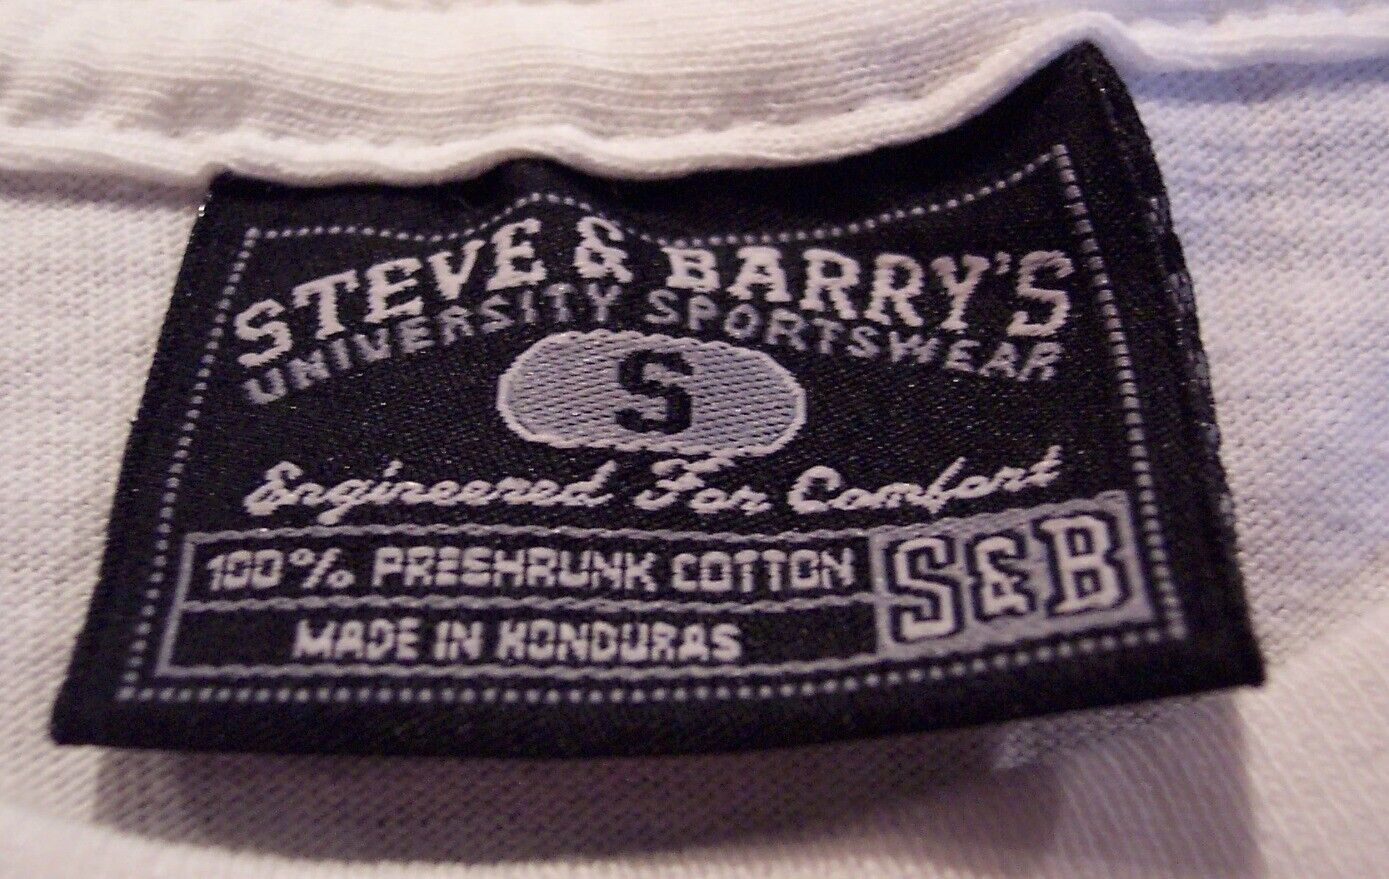 STEVE & BARRY'S
UNIVERSITY SPORTSWEAR
S
Engineered For Comfort
100% PRESHRUNK COTTON
MADE IN HONDURAS
S&B